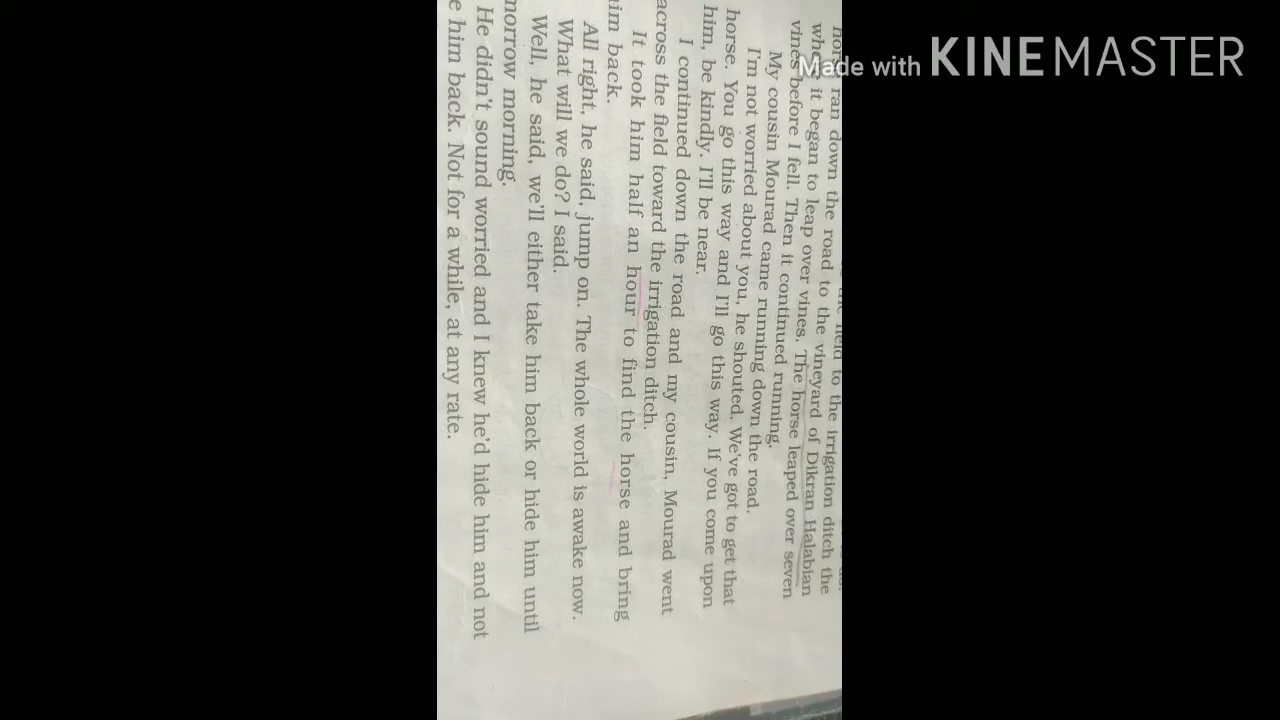 Made with KINEMASTER
field to the irrigation ditch the
ran down the road to the vineyard of Dikran Halabian
it began to leap over vines. The horse leaped over seven
vines before I fell. Then it continued running.
My cousin Mourad came running down the road.
I'm not worried about you, he shouted. We've got to get that
horse. You go this way and I'll go this way. If you come upon
him, be kindly. I'll be near.
I continued down the road and my cousin, Mourad went
across the field toward the irrigation ditch.
It took him half an hour to find the horse and bring
him back.
All right, he said, jump on. The whole world is awake now.
What will we do? I said.
Well, he said, we'll either take him back or hide him until
morrow morning.
He didn't sound worried and I knew he'd hide him and not
e him back. Not for a while, at any rate.